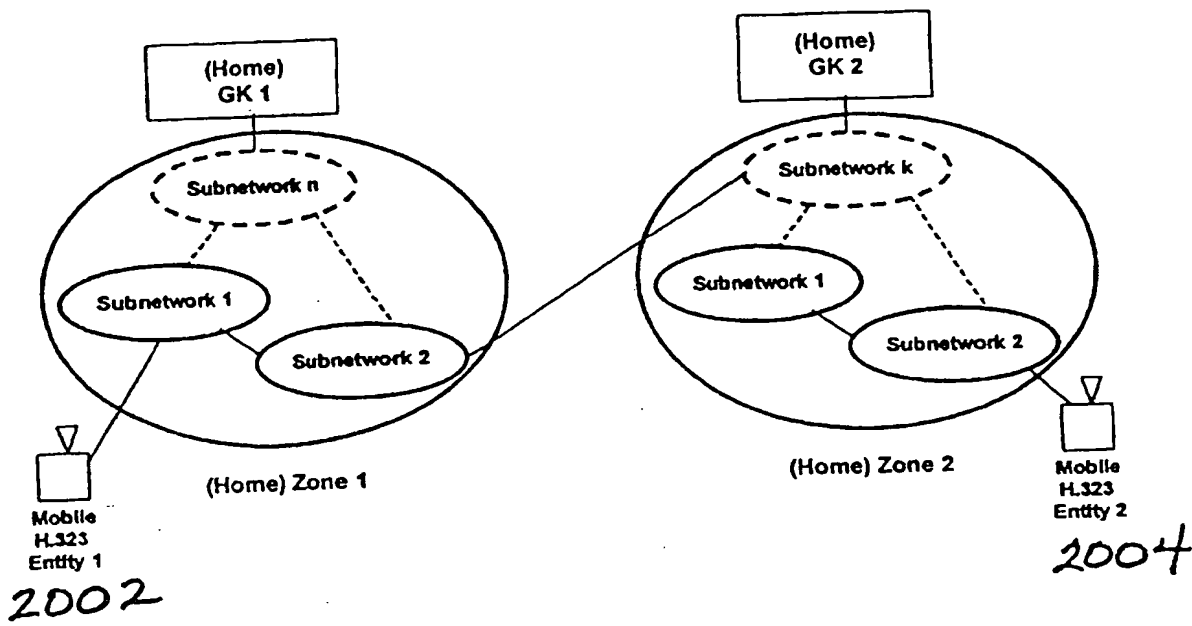 (Home)
GK 1
(Home)
GK 2
Subnetwork n
Subnetwork 1
Subnetwork 2
Subnetwork k
Subnetwork 1
Subnetwork 2
(Home) Zone 1
(Home) Zone 2
Mobile
H.323
Entity 1
2002
Mobile
H.323
Entity 2
2004